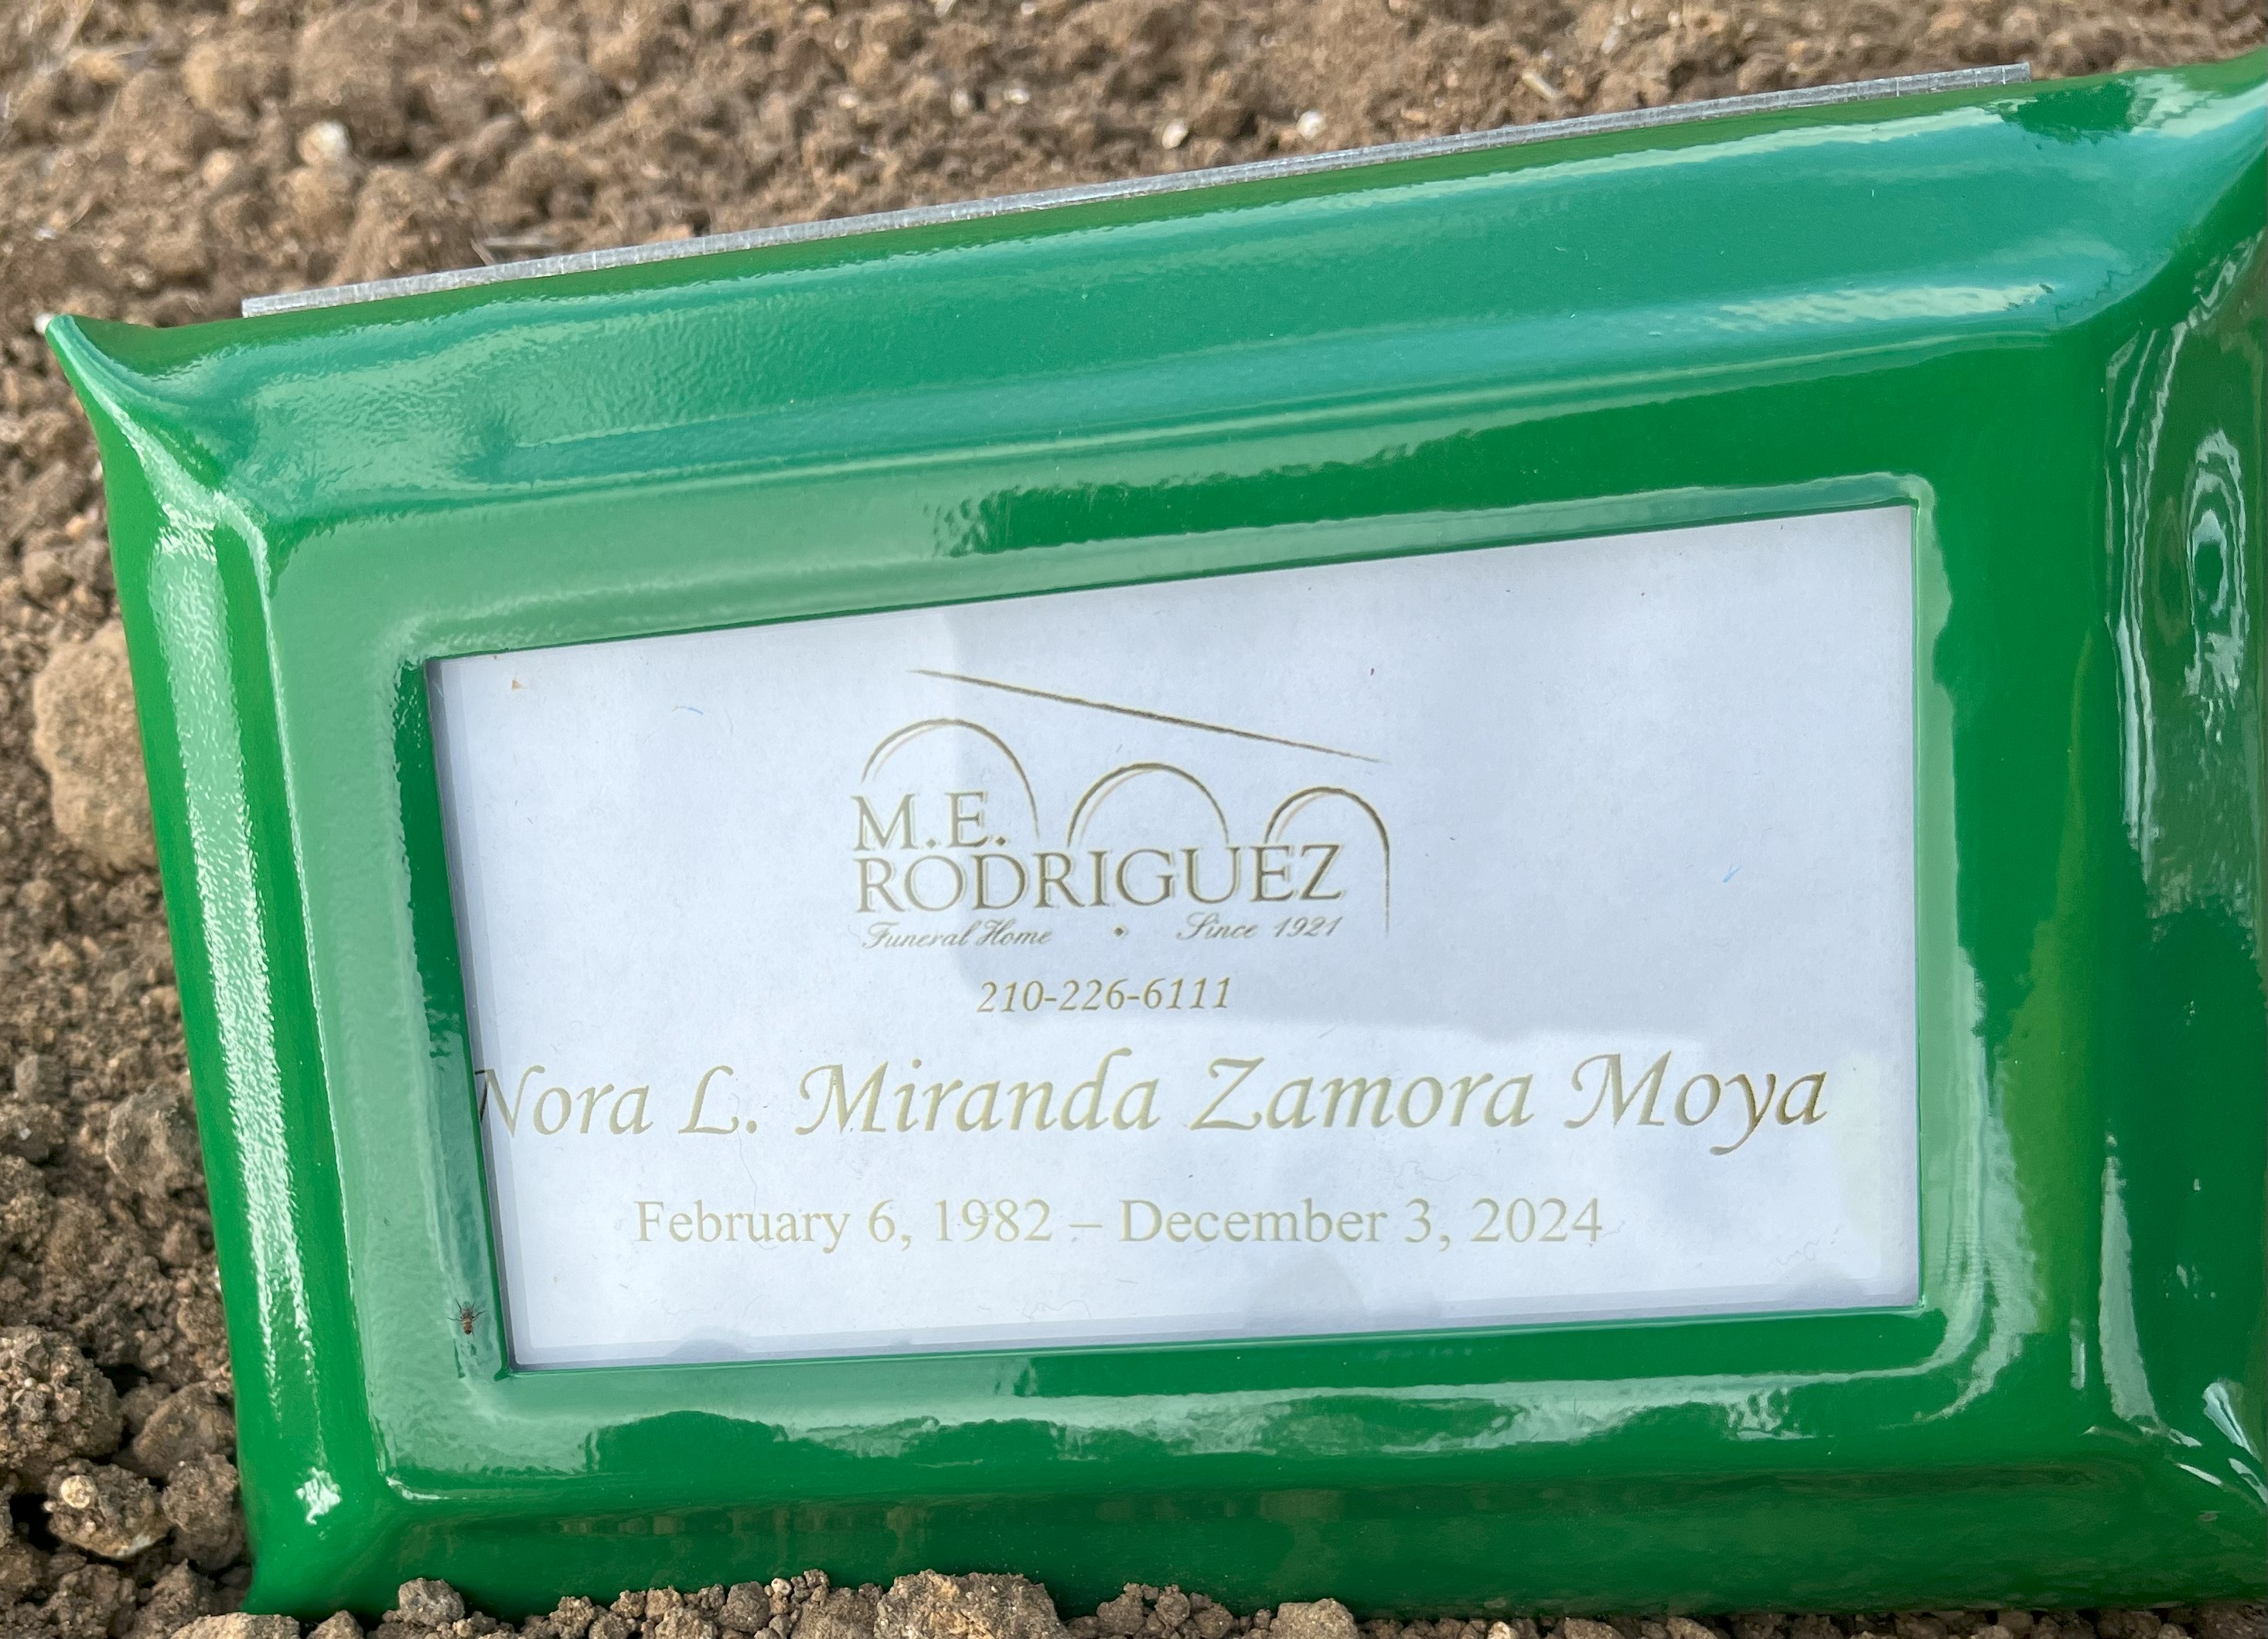 M.E.
RODRIGUEZ
Funeral Home • Since 1921
210-226-6111
Nora L. Miranda Zamora Moya
February 6, 1982 – December 3, 2024